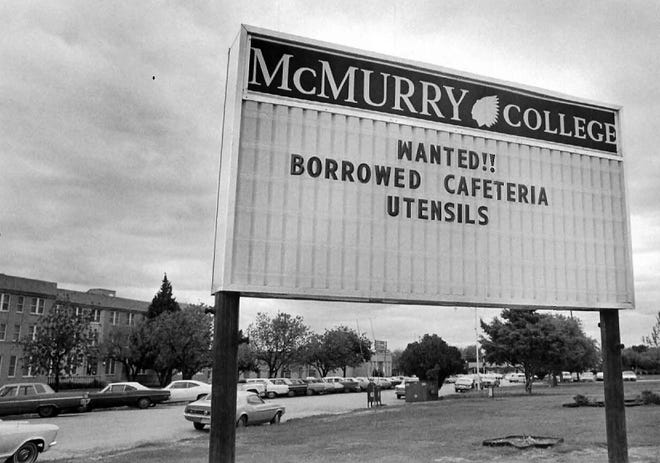 McMURRY COLLEGE
WANTED!!
BORROWED CAFETERIA
UTENSILS